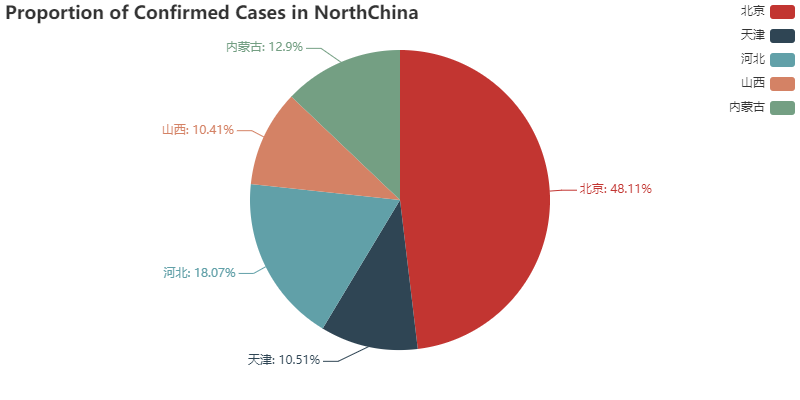 Proportion of Confirmed Cases in NorthChina
北京
天津
河北
山西
内蒙古
内蒙古: 12.9%
山西: 10.41%
北京: 48.11%
河北: 18.07%
天津: 10.51%